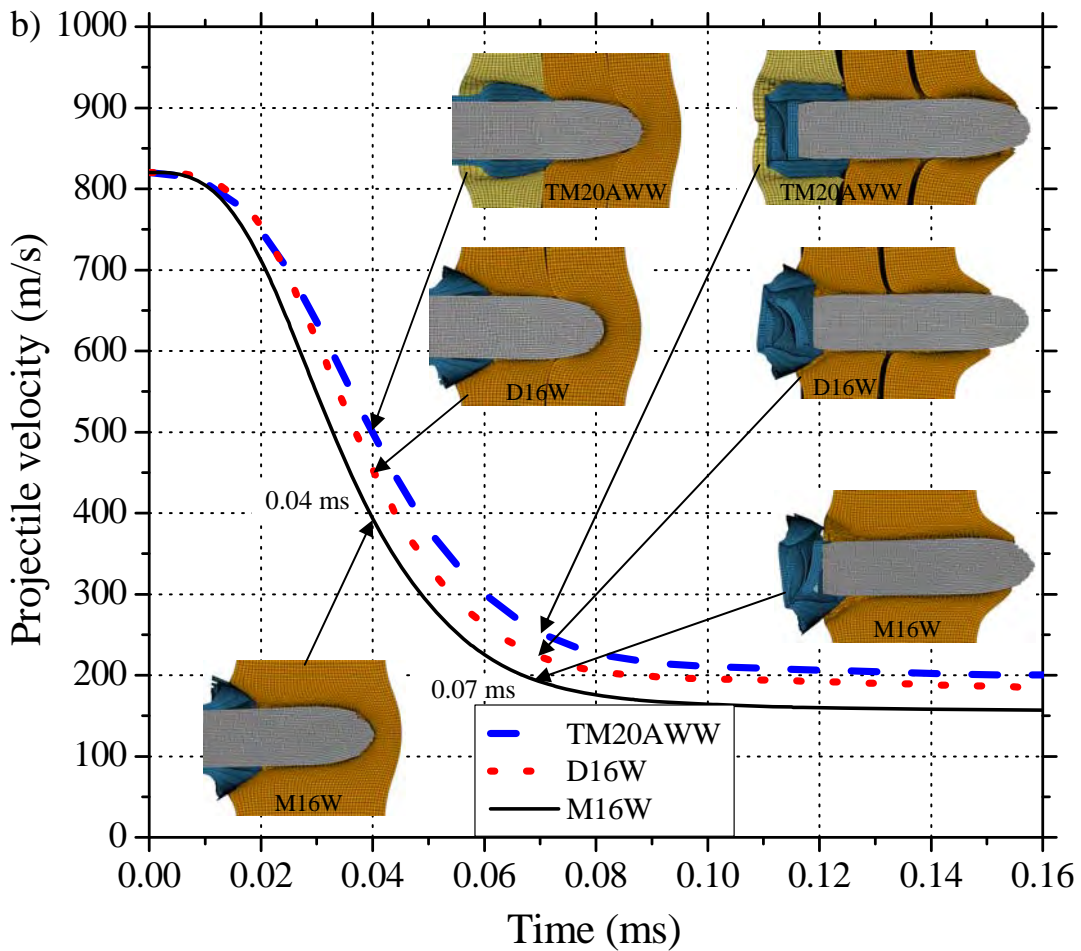 b)
1000
900
800
700
600
500
400
300
200
100
0
Projectile velocity (m/s)
TM20AWW
TM20AWW
D16W
D16W
0.04 ms
M16W
0.07 ms
M16W
TM20AWW
D16W
M16W
0.00 0.02 0.04 0.06 0.08 0.10 0.12 0.14 0.16
Time (ms)